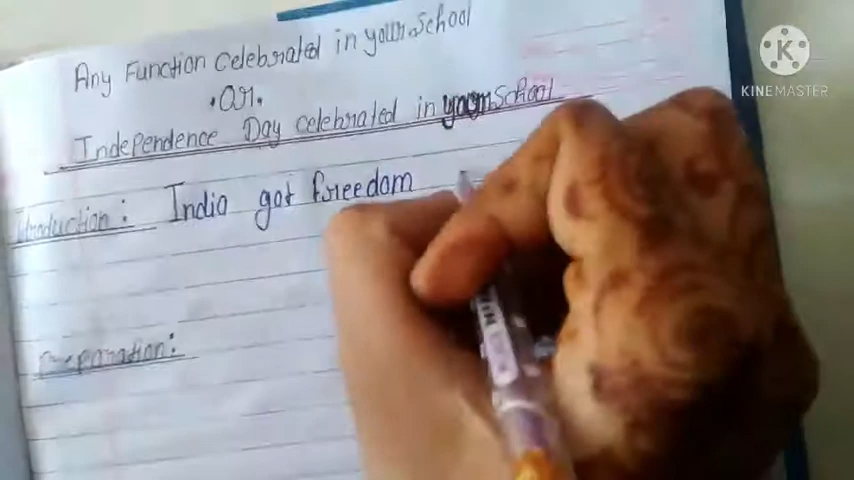 Any Function celebrated in your school
.OR.
Independence Day celebrated in your school
Introduction: India got freedom
Preparation:
KINEMASTER